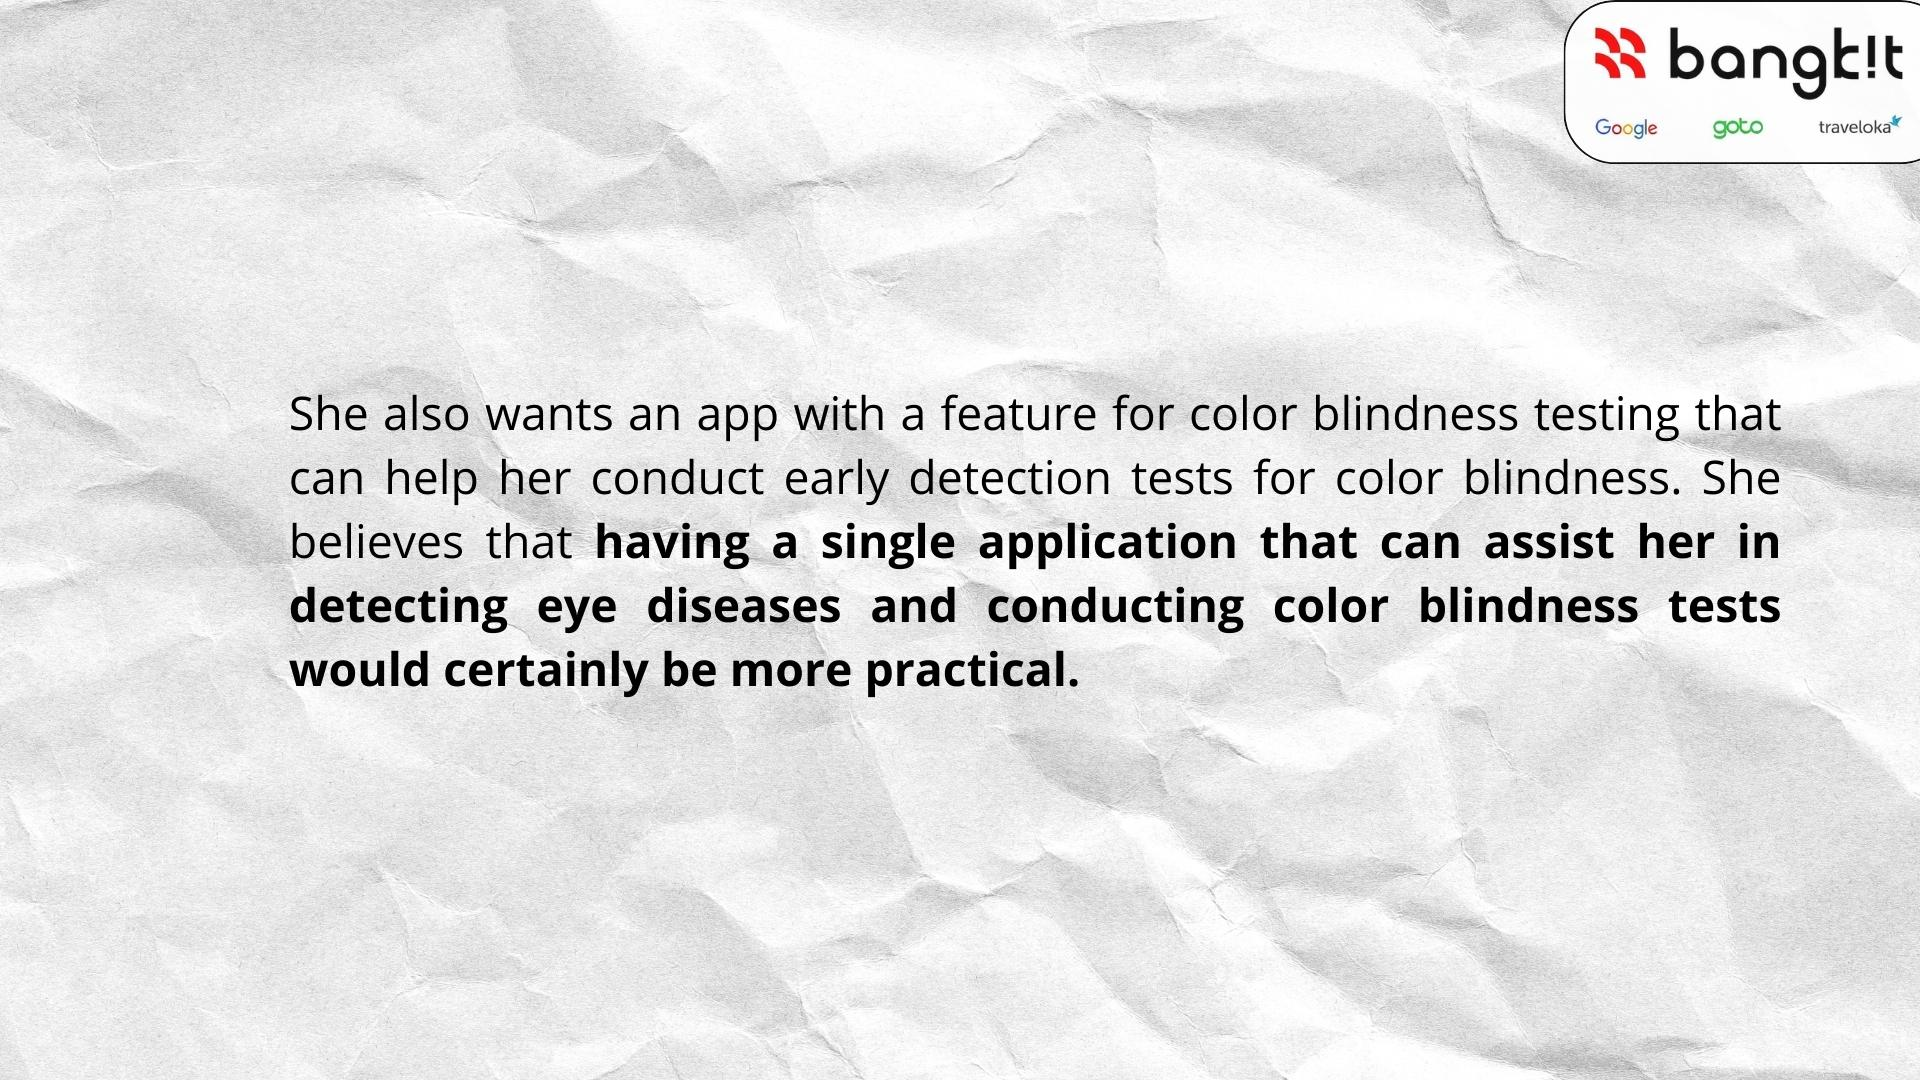 bangk!t
Google goto traveloka
She also wants an app with a feature for color blindness testing that
can help her conduct early detection tests for color blindness. She
believes that having a single application that can assist her in
detecting eye diseases and conducting color blindness tests
would certainly be more practical.